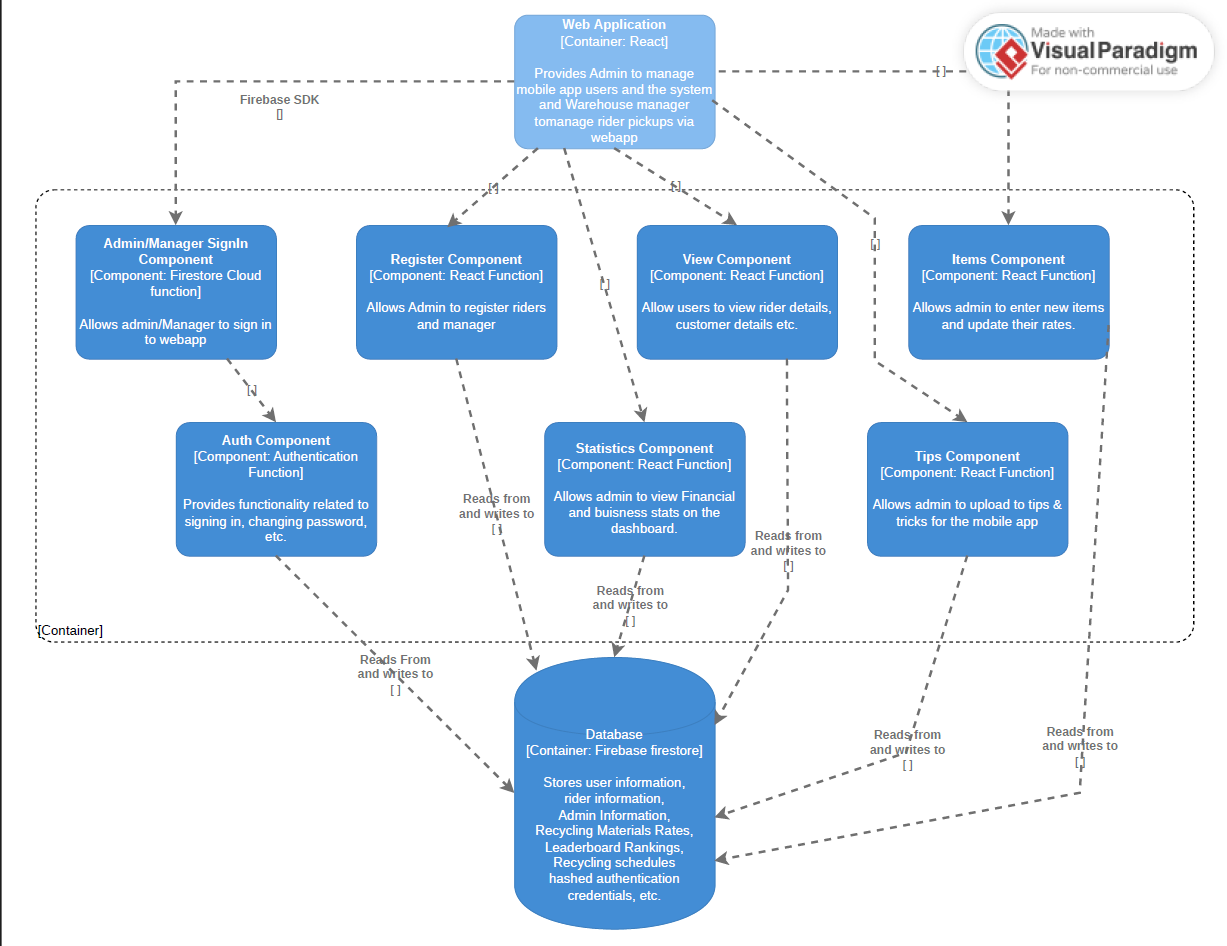 Web Application
[Container: React]
Provides Admin to manage
mobile app users and the system
and Warehouse manager
tomanage rider pickups via
webapp
Made with
Visual Paradigm
For non-commercial use
[ ]
Firebase SDK
[]
[ ]
[ ]
[ ]
[ ]
Admin/Manager SignIn
Component
[Component: Firestore Cloud
function]
Allows admin/Manager to sign in
to webapp
Register Component
[Component: React Function]
Allows Admin to register riders
and manager
View Component
[Component: React Function]
Allow users to view rider details,
customer details etc.
Items Component
[Component: React Function]
Allows admin to enter new items
and update their rates.
[ ]
Auth Component
[Component: Authentication
Function]
Provides functionality related to
signing in, changing password,
etc.
Statistics Component
[Component: React Function]
Allows admin to view Financial
and buisness stats on the
dashboard.
Tips Component
[Component: React Function]
Allows admin to upload to tips &
tricks for the mobile app
Reads from
and writes to
[ ]
Reads from
and writes to
[ ]
Reads from
and writes to
[ ]
[Container]
Reads From
and writes to
[ ]
Reads from
and writes to
[ ]
Reads from
and writes to
[ ]
Database
[Container: Firebase firestore]
Stores user information,
rider information,
Admin Information,
Recycling Materials Rates,
Leaderboard Rankings,
Recycling schedules
hashed authentication
credentials, etc.